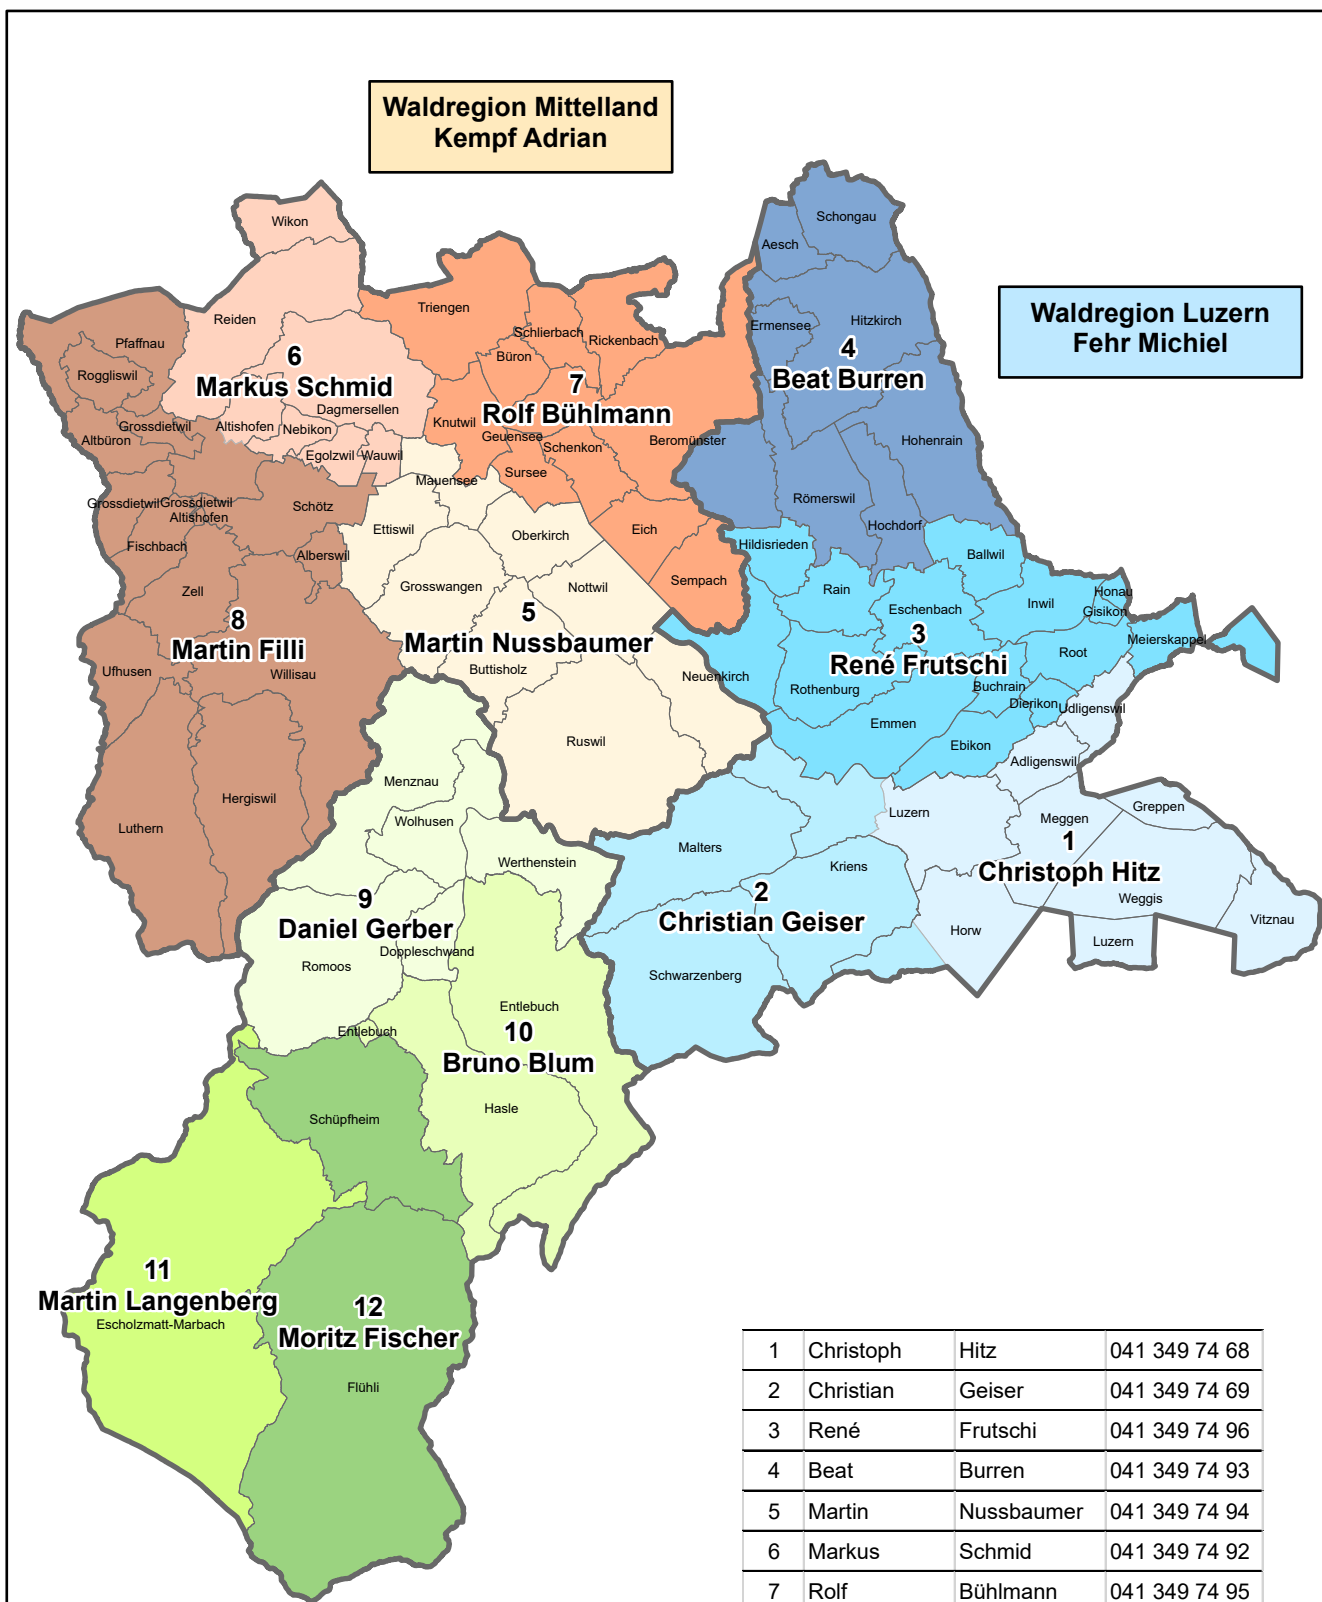 Waldregion Mittelland
Kempf Adrian
Waldregion Luzern
Fehr Michiel
Wikon
Reiden
6
Markus Schmid
Dagmersellen
Altishofen
Nebikon
Egolzwil
Wauwil
Pfaffnau
Roggliswil
Grossdietwil
Altbüron
Grossdietwil
Grossdietwil
Altishofen
Schötz
Fischbach
Alberswil
Zell
8
Martin Filli
Ufhusen
Willisau
Hergiswil
Luthern
Triengen
Schlierbach
Rickenbach
Büron
7
Rolf Bühlmann
Knutwil
Geuensee
Schenkon
Beromünster
Sursee
Eich
Sempach
Mauensee
Ettiswil
Oberkirch
Grosswangen
Nottwil
5
Martin Nussbaumer
Buttisholz
Neuenkirch
Ruswil
Schongau
Aesch
Ermensee
Hitzkirch
4
Beat Burren
Hohenrain
Römerswil
Hochdorf
Hildisrieden
Ballwil
Rain
Eschenbach
Inwil
Honau
Gisikon
3
René Frutschi
Root
Meierskappel
Rothenburg
Buchrain
Dierikon
Udligenswil
Emmen
Ebikon
Adligenswil
Luzern
Meggen
Greppen
1
Christoph Hitz
Weggis
Vitznau
Horw
Luzern
Malters
Kriens
2
Christian Geiser
Schwarzenberg
Menznau
Wolhusen
Werthenstein
9
Daniel Gerber
Doppleschwand
Romoos
Entlebuch
Entlebuch
10
Bruno Blum
Hasle
Schüpfheim
11
Martin Langenberg
Escholzmatt-Marbach
12
Moritz Fischer
Flühli
1 Christoph Hitz 041 349 74 68
2 Christian Geiser 041 349 74 69
3 René Frutschi 041 349 74 96
4 Beat Burren 041 349 74 93
5 Martin Nussbaumer 041 349 74 94
6 Markus Schmid 041 349 74 92
7 Rolf Bühlmann 041 349 74 95